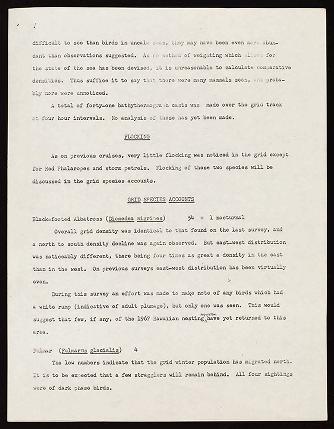 difficult to see than birds in uncalm seas, they may have been even more abun-
dant than observations suggested. As no method of weighting which allows for
the state of the sea has been devised, it is unreasonable to calculate comparative
densities. Thus suffice it to say that there were many mammals seen, and proba-
bly more were unnoticed.
A total of forty-one bathythermograph casts was made over the grid track
at four hour intervals. No analysis of these has yet been made.
FLOCKING
As on previous cruises, very little flocking was noticed in the grid except
for Red Phalaropes and storm petrels. Flocking of these two species will be
discussed in the grid species accounts.
GRID SPECIES ACCOUNTS
Black-footed Albatross (Diomedea nigripes) 54 + 1 nocturnal
Overall grid density was identical to that found on the last survey, and
a north to south density decline was again observed. But east-west distribution
was noticeably different, there being four times as great a density in the east
than in the west. On previous surveys east-west distribution has been virtually
even.
During this survey an effort was made to make note of any birds which had
a white rump (indicative of adult plumage), but only one was seen. This would
suggest that few, if any, of the 1967 Hawaiian nesting have yet returned to this
area.
Fulmar (Fulmarus glacialis) 4
The low numbers indicate that the grid winter population has migrated north.
It is to be expected that a few stragglers will remain behind. All four sightings
were of dark phase birds.